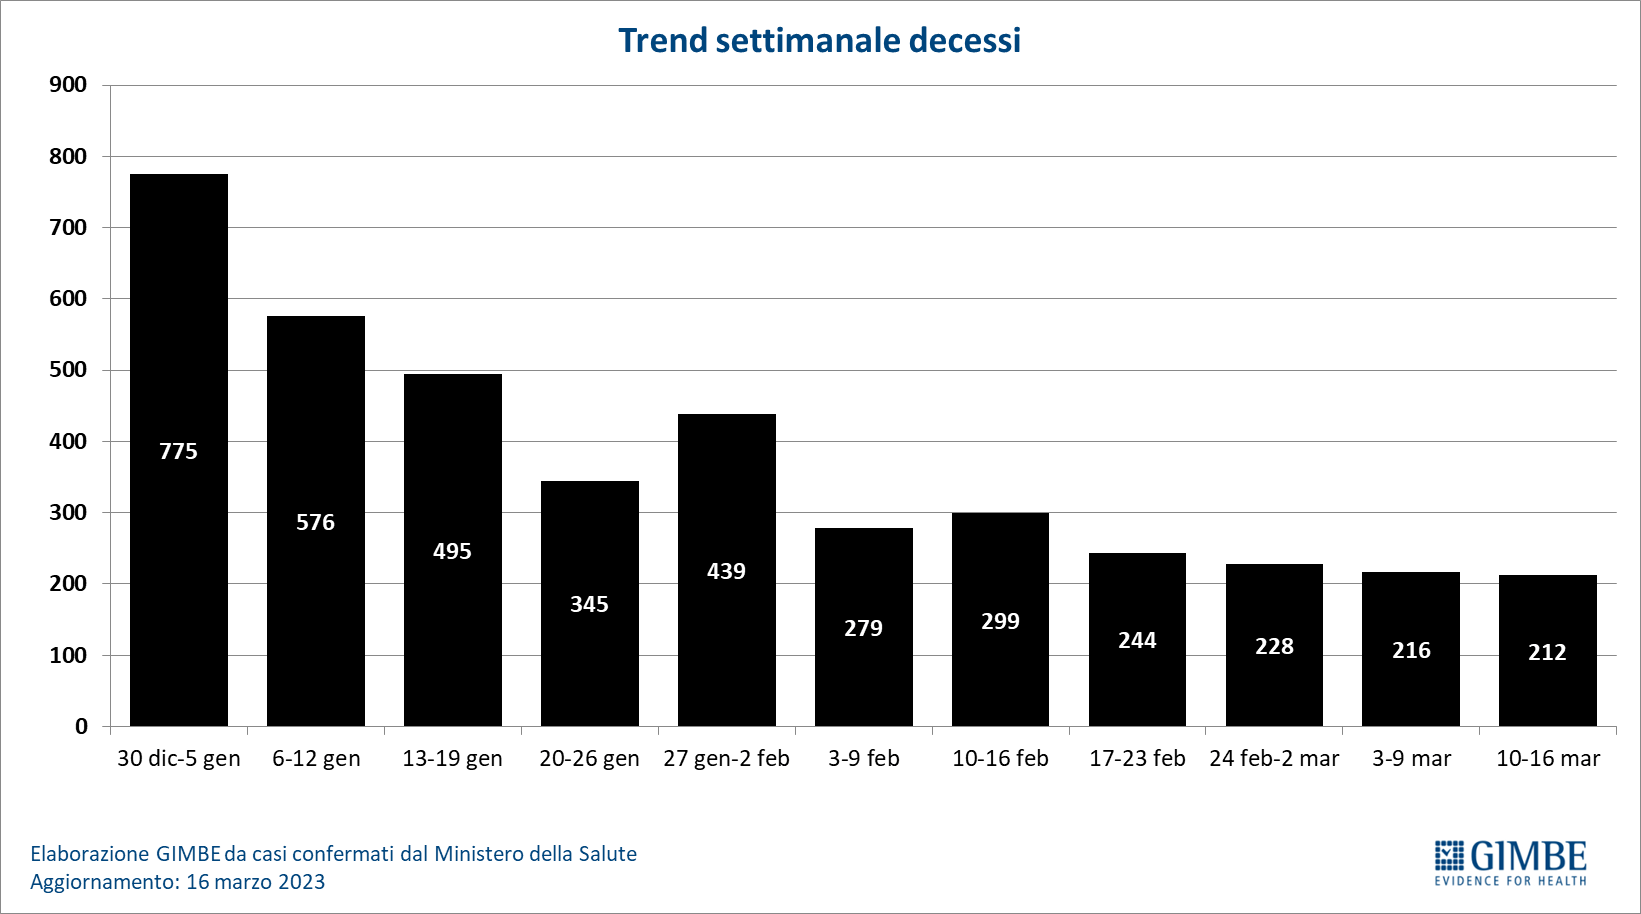 Trend settimanale decessi
900
800
700
600
500
400
300
200
100
0
775
576
495
345
439
279
299
244
228
216
212
30 dic-5 gen
6-12 gen
13-19 gen
20-26 gen
27 gen-2 feb
3-9 feb
10-16 feb
17-23 feb
24 feb-2 mar
3-9 mar
10-16 mar
Elaborazione GIMBE da casi confermati dal Ministero della Salute
Aggiornamento: 16 marzo 2023
GIMBE
EVIDENCE FOR HEALTH